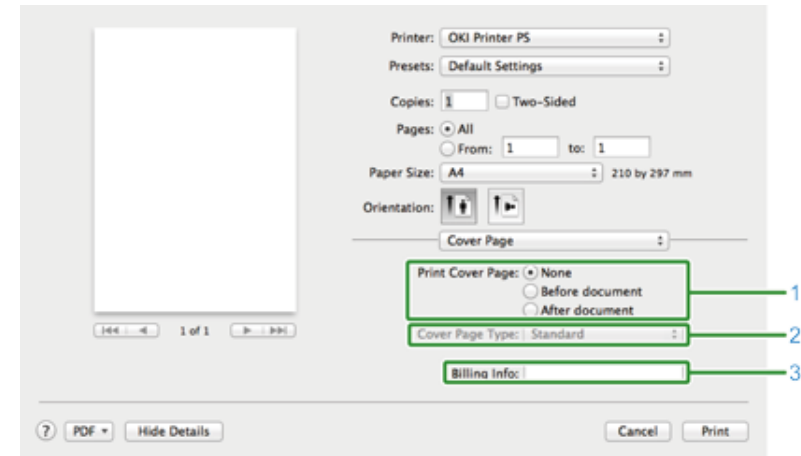 Printer: OKI Printer PS
Presets: Default Settings
Copies: 1 Two-Sided
Pages: All
From: 1 to: 1
Paper Size: A4 210 by 297 mm
Orientation:
Cover Page
Print Cover Page: None
Before document
After document
1
Cover Page Type: Standard
2
Billing Info:
3
1 of 1
? PDF Hide Details Cancel Print